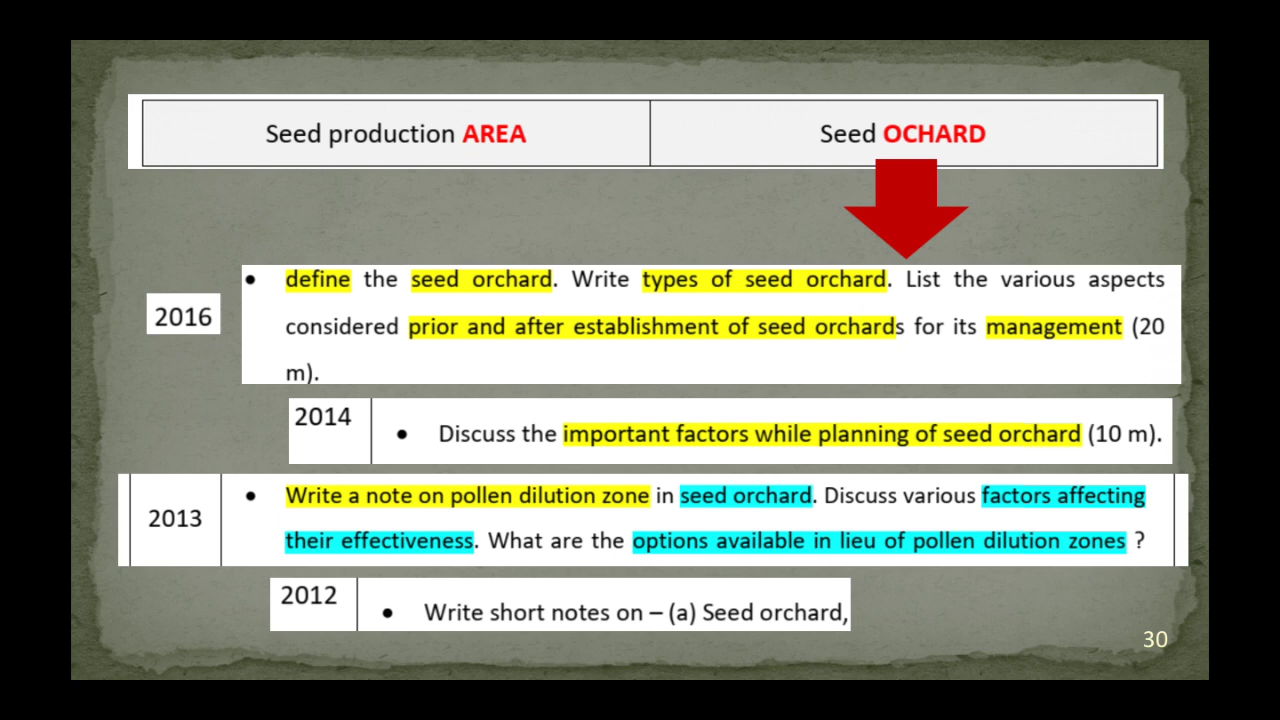 Seed production AREA
Seed OCHARD
2016
• define the seed orchard. Write types of seed orchard. List the various aspects
considered prior and after establishment of seed orchards for its management (20
m).
2014
• Discuss the important factors while planning of seed orchard (10 m).
2013
• Write a note on pollen dilution zone in seed orchard. Discuss various factors affecting
their effectiveness. What are the options available in lieu of pollen dilution zones ?
2012
• Write short notes on – (a) Seed orchard,
30